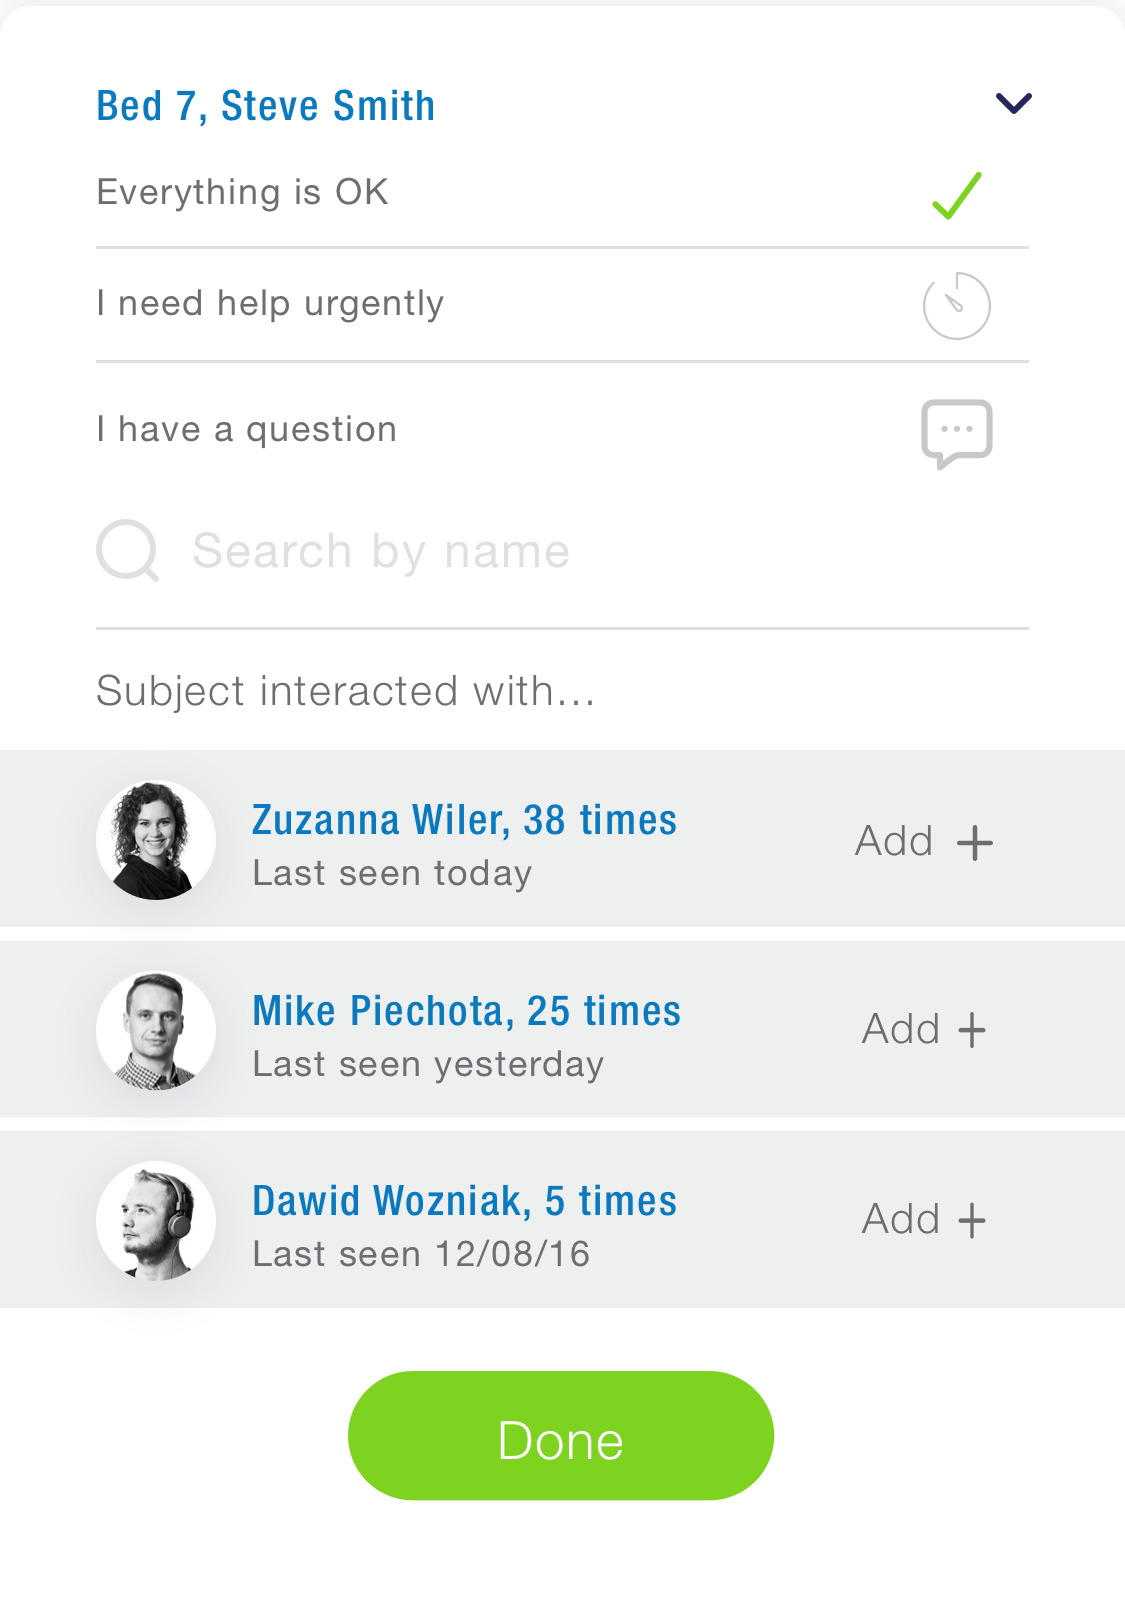 Bed 7, Steve Smith
Everything is OK
I need help urgently
I have a question
Search by name
Subject interacted with...
Zuzanna Wiler, 38 times
Last seen today
Add
Mike Piechota, 25 times
Last seen yesterday
Add
Dawid Wozniak, 5 times
Last seen 12/08/16
Add
Done